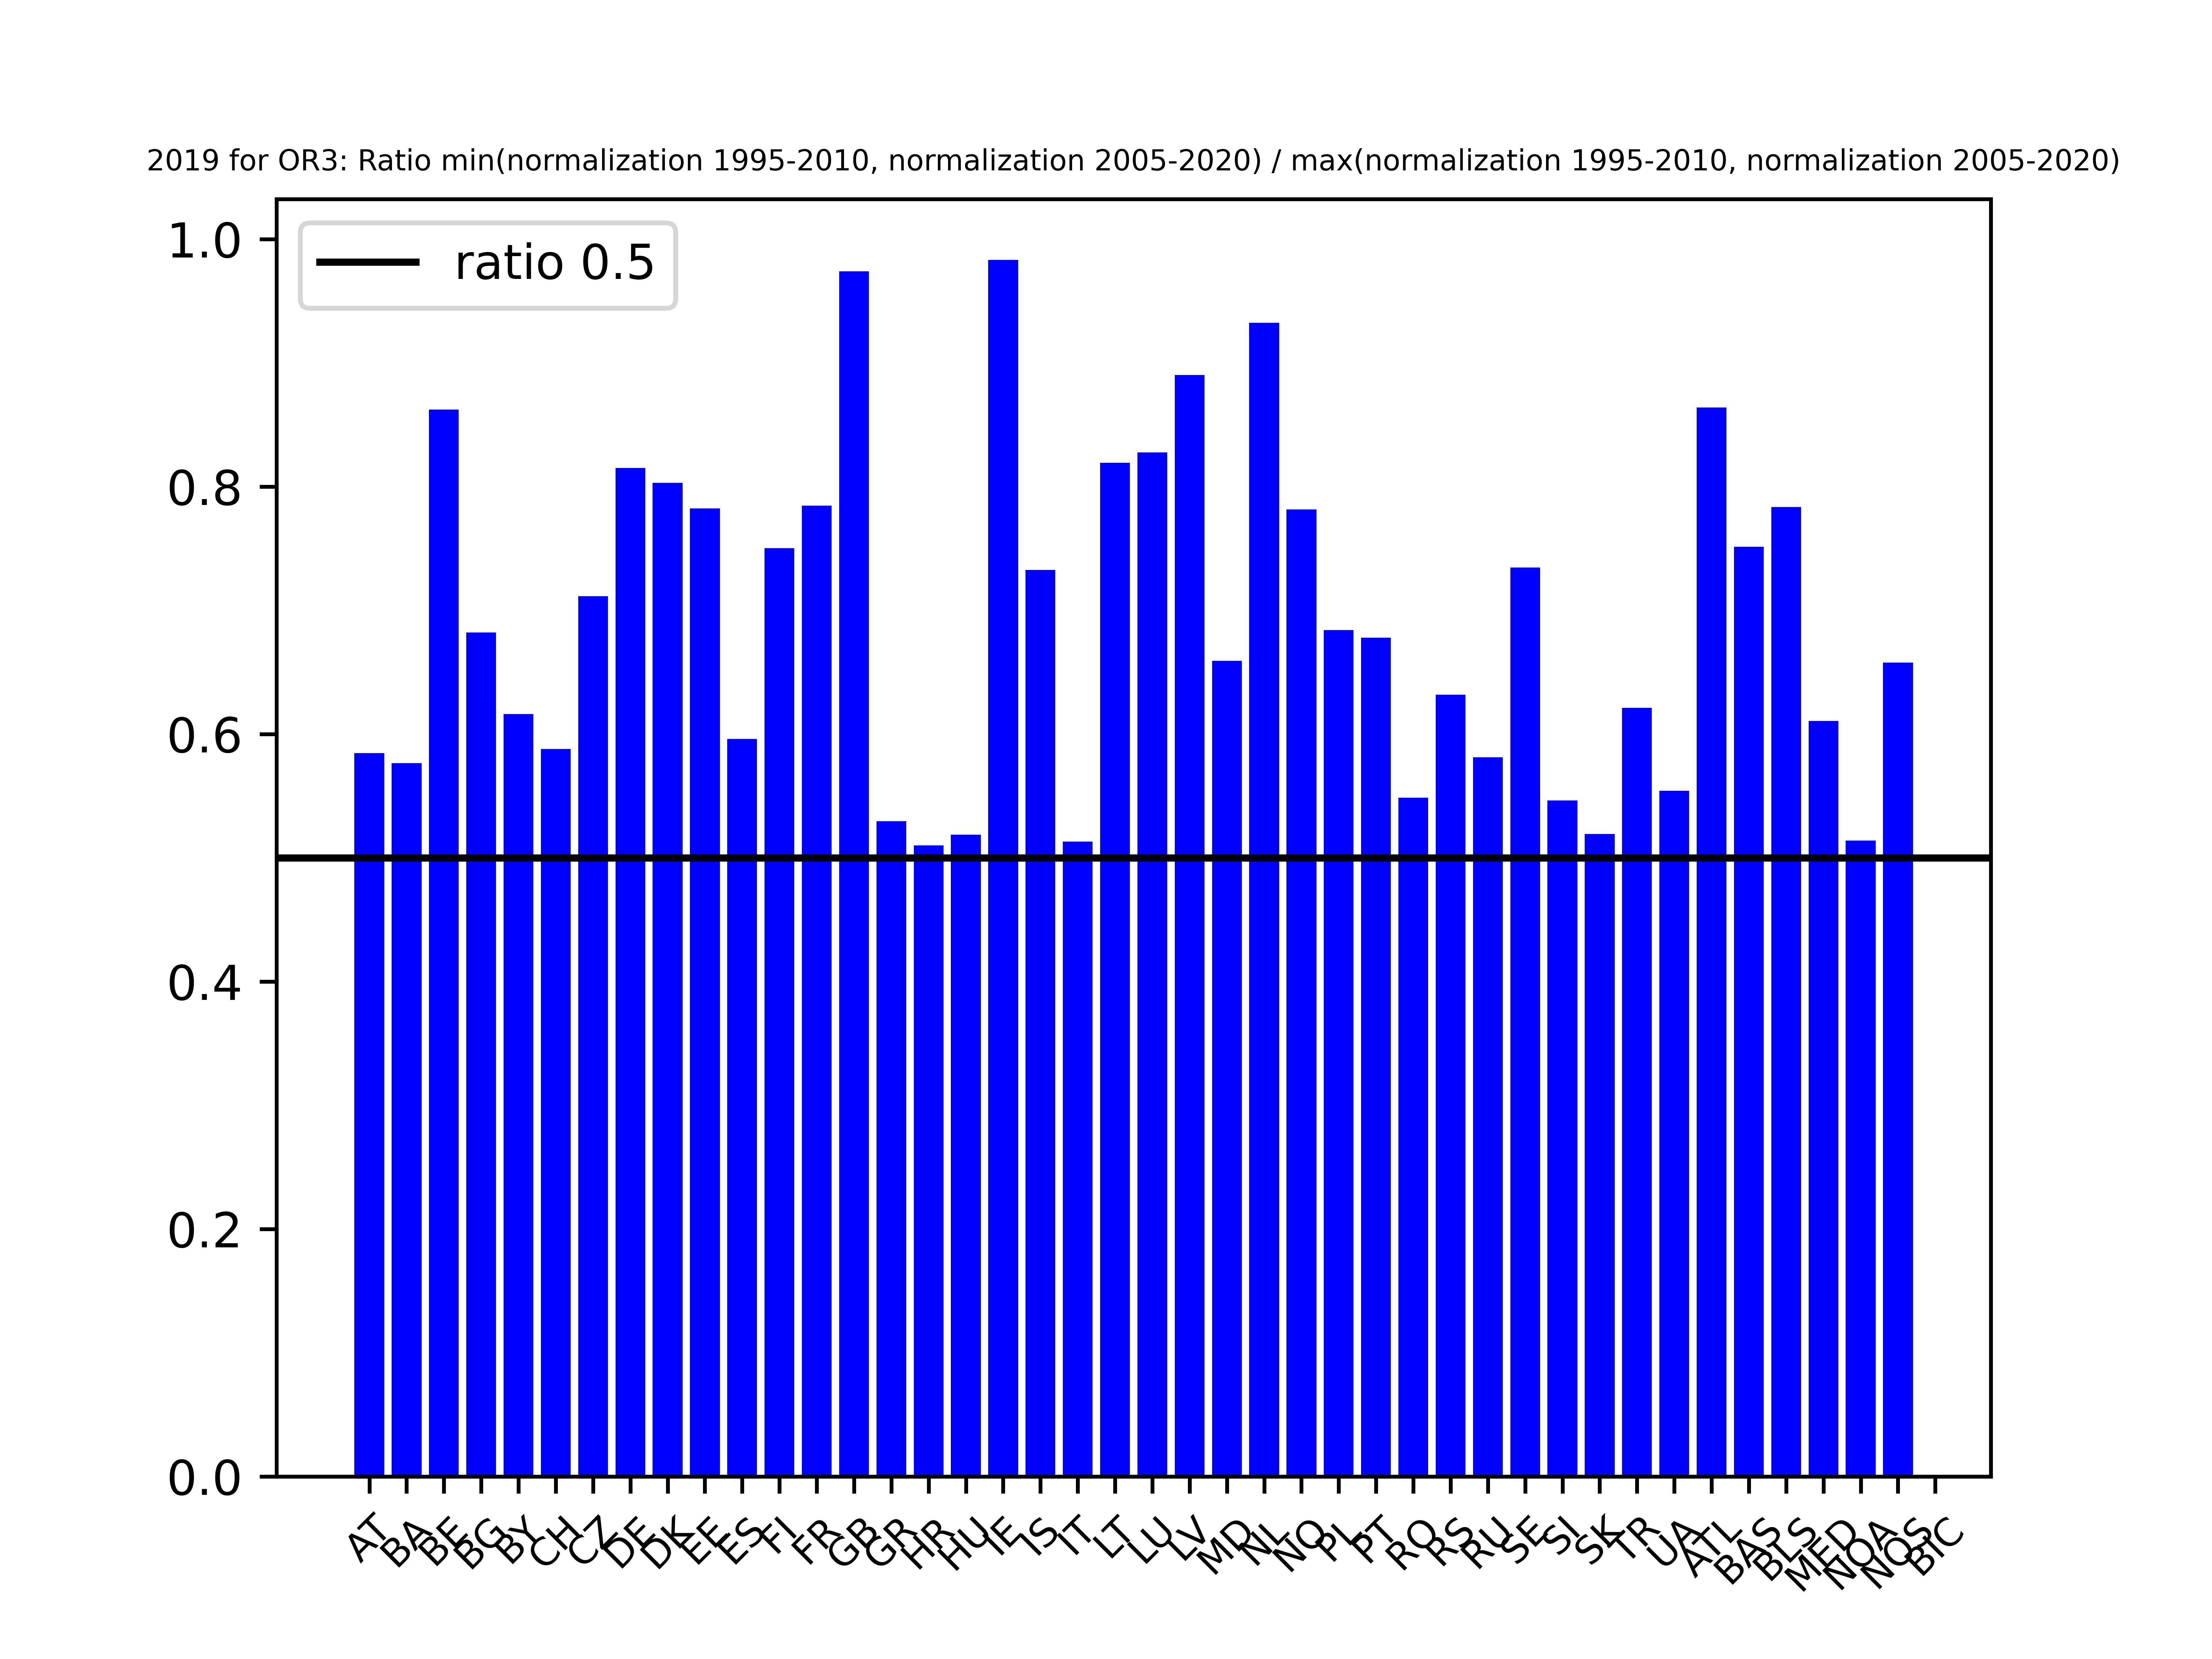 2019 for OR3: Ratio min(normalization 1995-2010, normalization 2005-2020) / max(normalization 1995-2010, normalization 2005-2020)
ratio 0.5
1.0
0.8
0.6
0.4
0.2
0.0
AT BA BE BG BY CH CZ DE DK EE ES FI FR GB GR HR HU IE IS IT LT LU LV MD NL NO PL PT RO RS RU SE SI SK TR UA ATL BAS BLS MED NOA NOS BIC